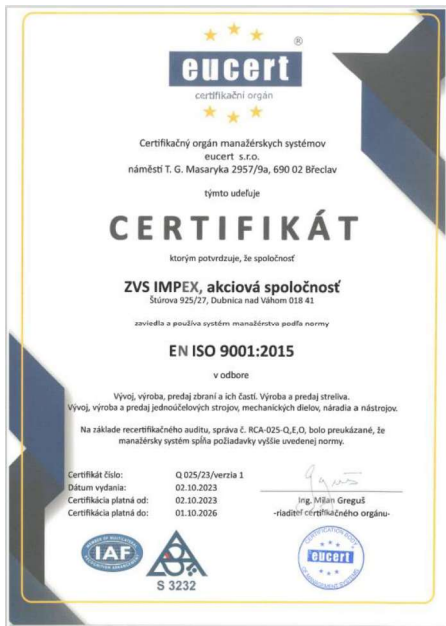 ®
eucert
certifikační orgán
Certifikačný orgán manažérskych systémov
eucert s.r.o.
náměstí T. G. Masaryka 2957/9a, 690 02 Břeclav
týmto udeľuje
CERTIFIKÁT
ktorým potvrdzuje, že spoločnosť
ZVS IMPEX, akciová spoločnosť
Štúrova 925/27, Dubnica nad Váhom 018 41
zaviedla a používa systém manažérstva podľa normy
EN ISO 9001:2015
v odbore
Vývoj, výroba, predaj zbraní a ich častí. Výroba a predaj streliva.
Vývoj, výroba a predaj jednoúčelových strojov, mechanických dielov, náradia a nástrojov.
Na základe recertifikačného auditu, správa č. RCA-025-Q,E,O, bolo preukázané, že
manažérsky systém spĺňa požiadavky vyššie uvedenej normy.
Certifikát číslo: Q 025/23/verzia 1
Dátum vydania: 02.10.2023
Certifikácia platná od: 02.10.2023
Certifikácia platná do: 01.10.2026
Ing. Milan Greguš
-riaditeľ certifikačného orgánu-
IAF
S 3232
CERTIFICATION BODY
eucert
OF MANAGEMENT SYSTEMS